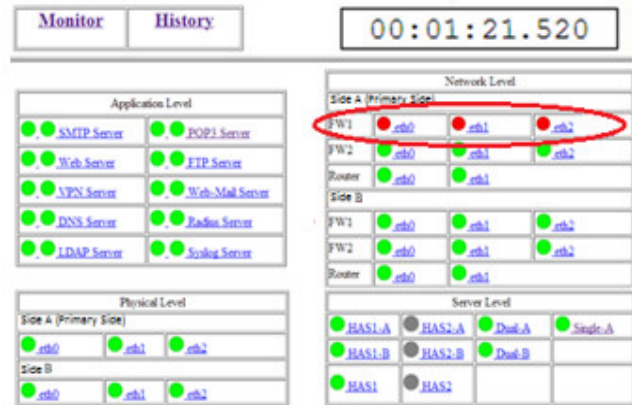 Monitor History
00:01:21.520
Application Level
SMTP Server POP3 Server
Web Server FTP Server
VPN Server Web-Mail Server
DNS Server Radius Server
LDAP Server Syslog Server
Network Level
Side A (Primary Side)
FW1 eth0 eth1 eth2
FW2 eth0 eth1 eth2
Router eth0 eth1
Side B
FW1 eth0 eth1 eth2
FW2 eth0 eth1 eth2
Router eth0 eth1
Physical Level
Side A (Primary Side)
eth0 eth1 eth2
Side B
eth0 eth1 eth2
Server Level
HAS1-A HAS2-A Dual-A Single-A
HAS1-B HAS2-B Dual-B
HAS1 HAS2